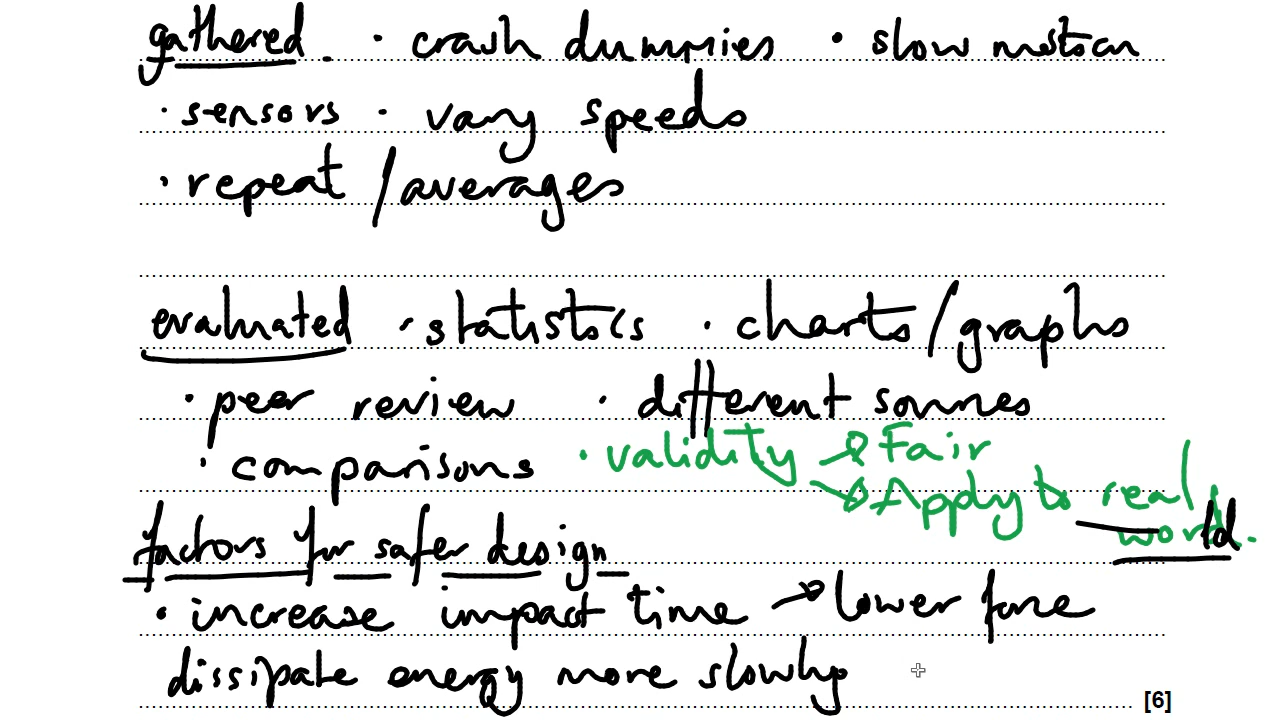 gathered . · crash dummies · slow motion
· sensors · vary speeds
· repeat / averages
evaluated · statistics · charts/graphs
· peer review · different sources
· comparisons · validity → Fair
→ Apply to real world.
factors for safer design
· increase impact time → lower force
dissipate energy more slowly
[6]